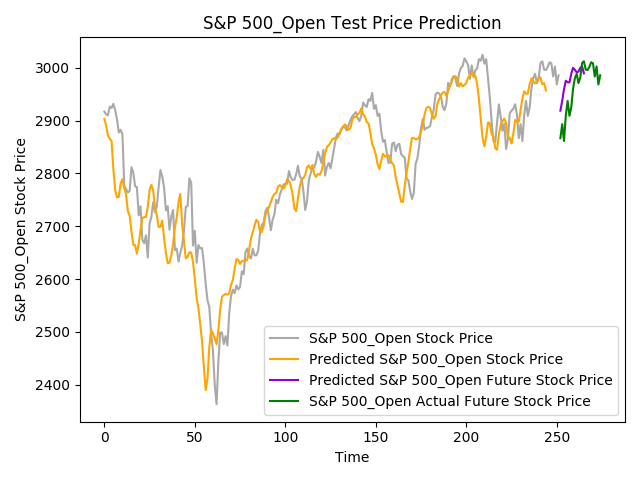 S&P 500_Open Test Price Prediction
S&P 500_Open Stock Price
3000
2900
2800
2700
2600
2500
2400
0
50
100
150
200
250
Time
S&P 500_Open Stock Price
Predicted S&P 500_Open Stock Price
Predicted S&P 500_Open Future Stock Price
S&P 500_Open Actual Future Stock Price